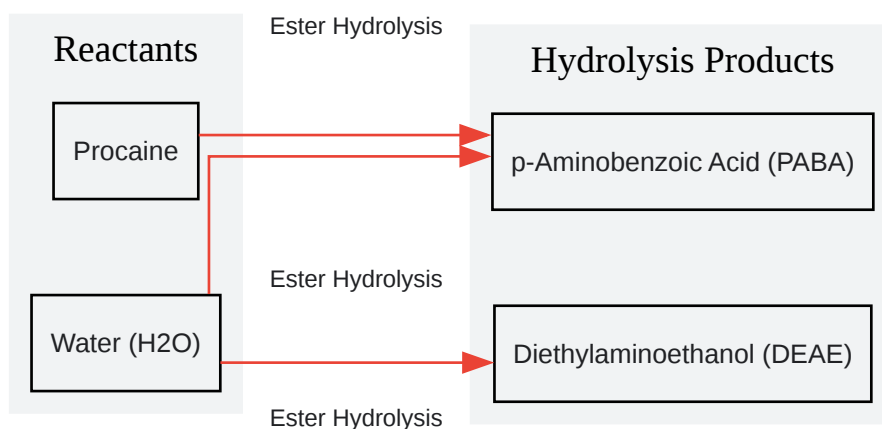 Ester Hydrolysis
Reactants
Hydrolysis Products
Procaine
p-Aminobenzoic Acid (PABA)
Ester Hydrolysis
Water (H2O)
Diethylaminoethanol (DEAE)
Ester Hydrolysis